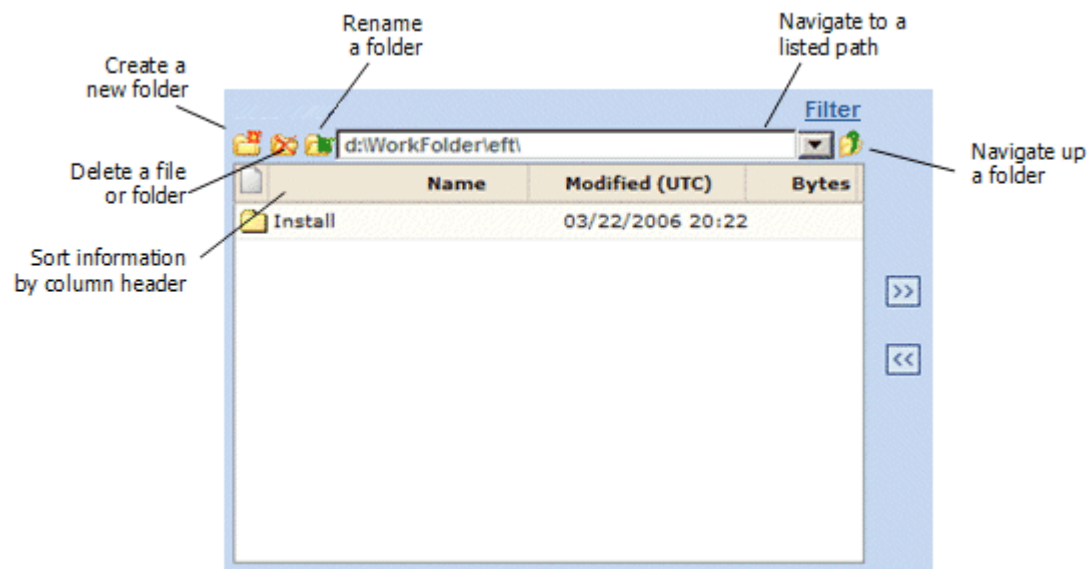 Rename
a folder
Navigate to a
listed path
Create a
new folder
Filter
d:\WorkFolder\eft\
Delete a file
or folder
Navigate up
a folder
Name Modified (UTC) Bytes
Install 03/22/2006 20:22
Sort information
by column header
>>
<<